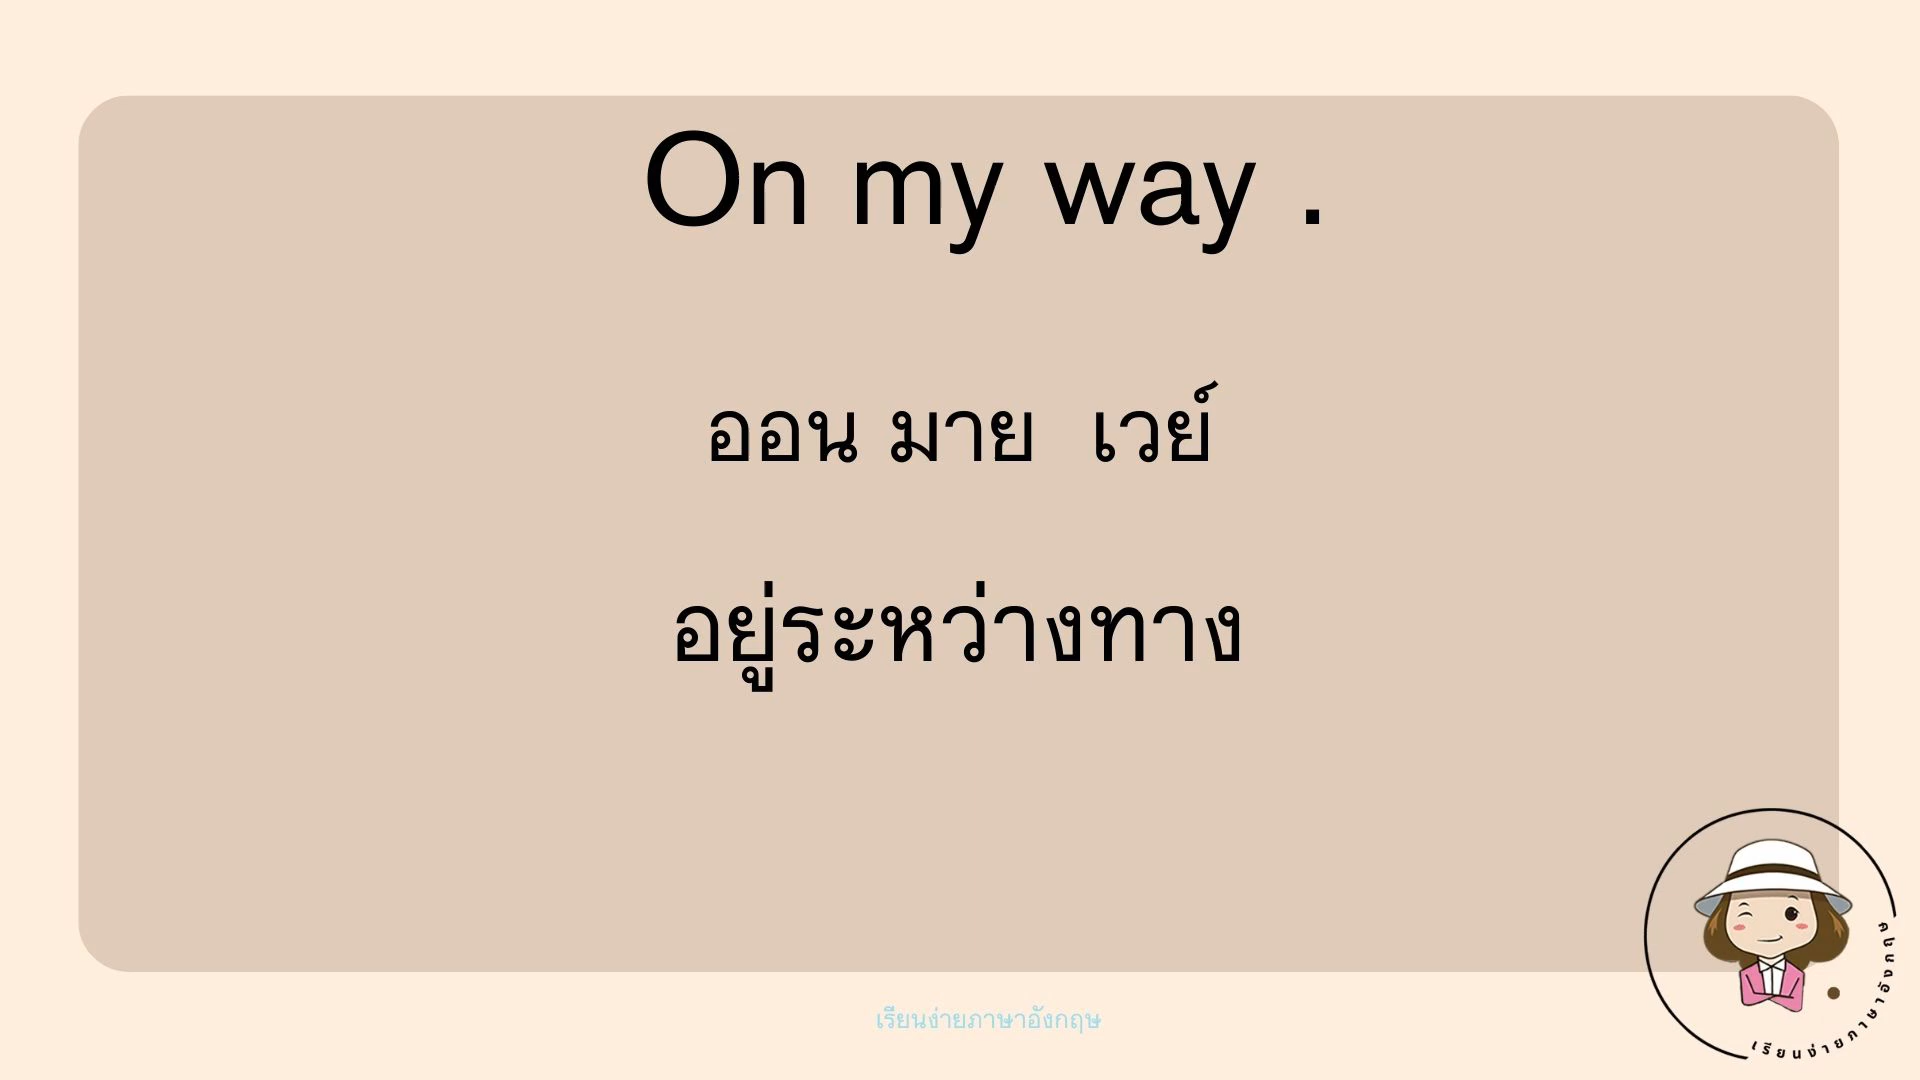 On my way .
ออน มาย เวย์
อยู่ระหว่างทาง
เรียนง่ายภาษาอังกฤษ
เรียนง่ายภาษาอังกฤษ